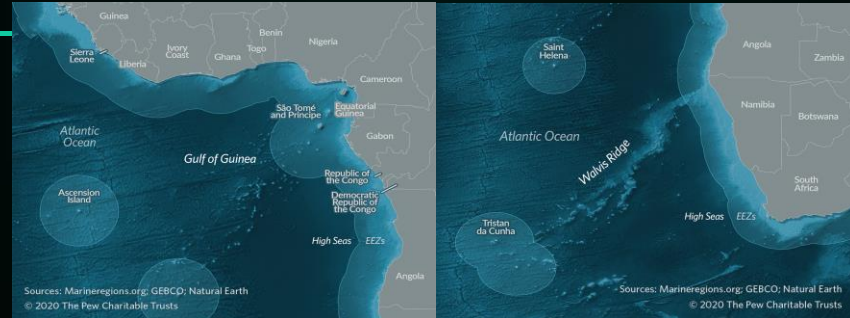 Guinea
Sierra
Leone
Liberia
Ivory
Coast
Ghana
Togo
Benin
Nigeria
Cameroon
São Tomé
and Príncipe
Equatorial
Guinea
Gabon
Atlantic
Ocean
Gulf of Guinea
Republic of
the Congo
Democratic
Republic of
the Congo
Ascension
Island
High Seas
EEZs
Angola
Sources: Marineregions.org; GEBCO; Natural Earth
© 2020 The Pew Charitable Trusts
Saint
Helena
Angola
Zambia
Namibia
Botswana
Atlantic Ocean
Walvis Ridge
South
Africa
Tristan
da Cunha
High Seas
EEZs
Sources: Marineregions.org; GEBCO; Natural Earth
© 2020 The Pew Charitable Trusts